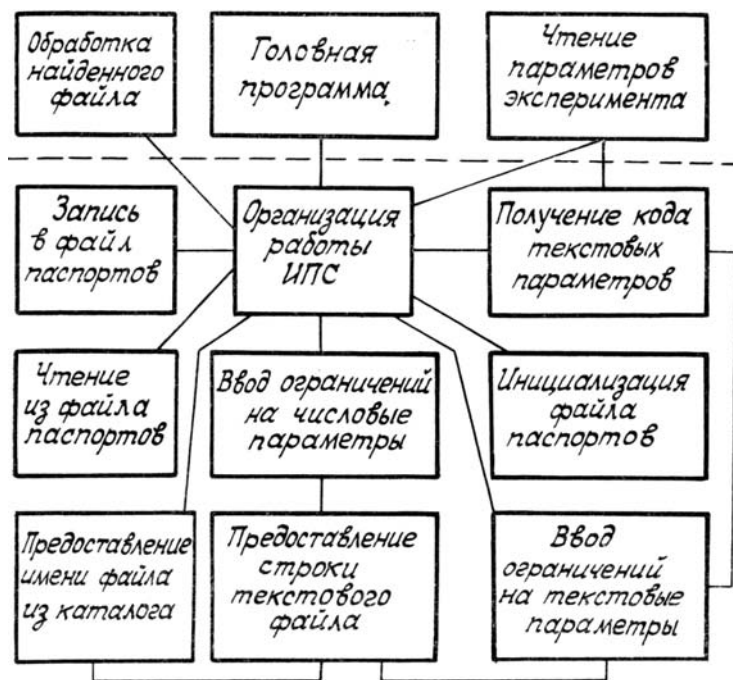 Обработка
найденного
файла
Головная
программа.
Чтение
параметров
эксперимента
Запись
в файл
паспортов
Организация
работы
ИПС
Получение кода
текстовых
параметров
Чтение
из файла
паспортов
Ввод ограничений
на числовые
параметры
Инициализация
файла
паспортов
Предоставление
имени файла
из каталога
Предоставление
строки
текстового
файла
Ввод
ограничений
на текстовые
параметры